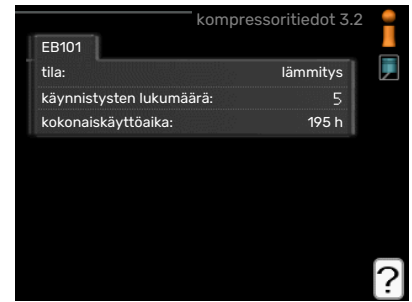 kompressoritiedot 3.2
EB101
tila: lämmitys
käynnistysten lukumäärä: 5
kokonaiskäyttöaika: 195 h
?